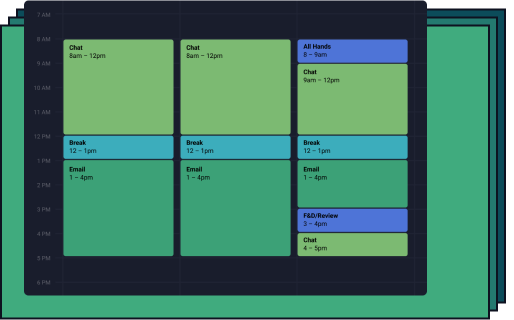 7 AM
8 AM
9 AM
10 AM
11 AM
12 PM
1 PM
2 PM
3 PM
4 PM
5 PM
6 PM
Chat
8am – 12pm
Break
12 – 1pm
Email
1 – 4pm
Chat
8am – 12pm
Break
12 – 1pm
Email
1 – 4pm
All Hands
8 – 9am
Chat
9am – 12pm
Break
12 – 1pm
Email
1 – 4pm
F&D/Review
3 – 4pm
Chat
4 – 5pm